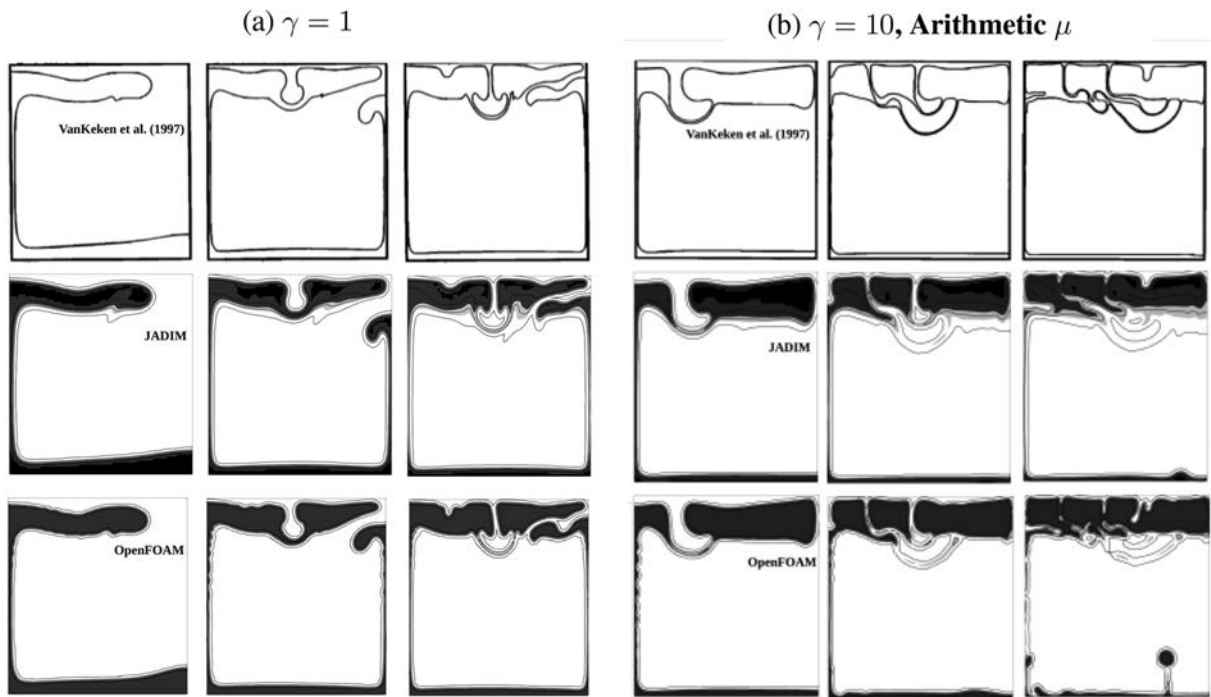 (a) γ = 1
(b) γ = 10, Arithmetic μ
VanKeken et al. (1997)
VanKeken et al. (1997)
JADIM
JADIM
OpenFOAM
OpenFOAM